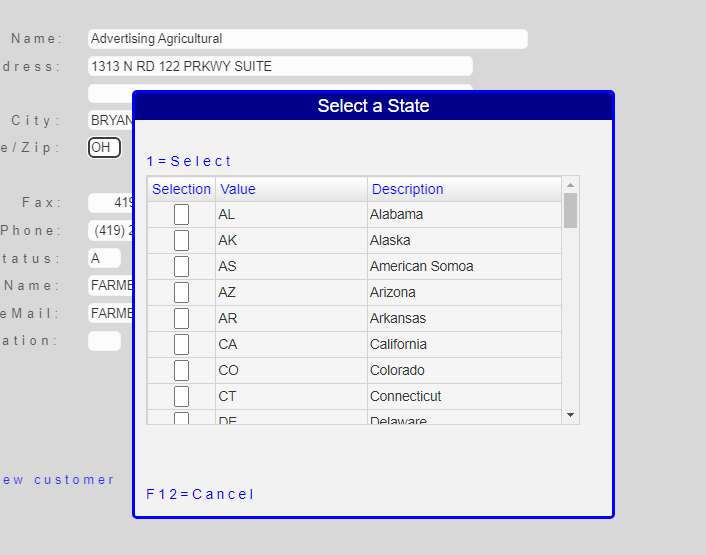 Name: Advertising Agricultural
dress: 1313 N RD 122 PRKWY SUITE
City: BRYAN
e/Zip: OH
Fax: 419
Phone: (419) 2
tatus: A
Name: FARME
eMail: FARME
ation:
ew customer
Select a State
1=Select
Selection Value Description
AL Alabama
AK Alaska
AS American Somoa
AZ Arizona
AR Arkansas
CA California
CO Colorado
CT Connecticut
DE Delaware
F12=Cancel